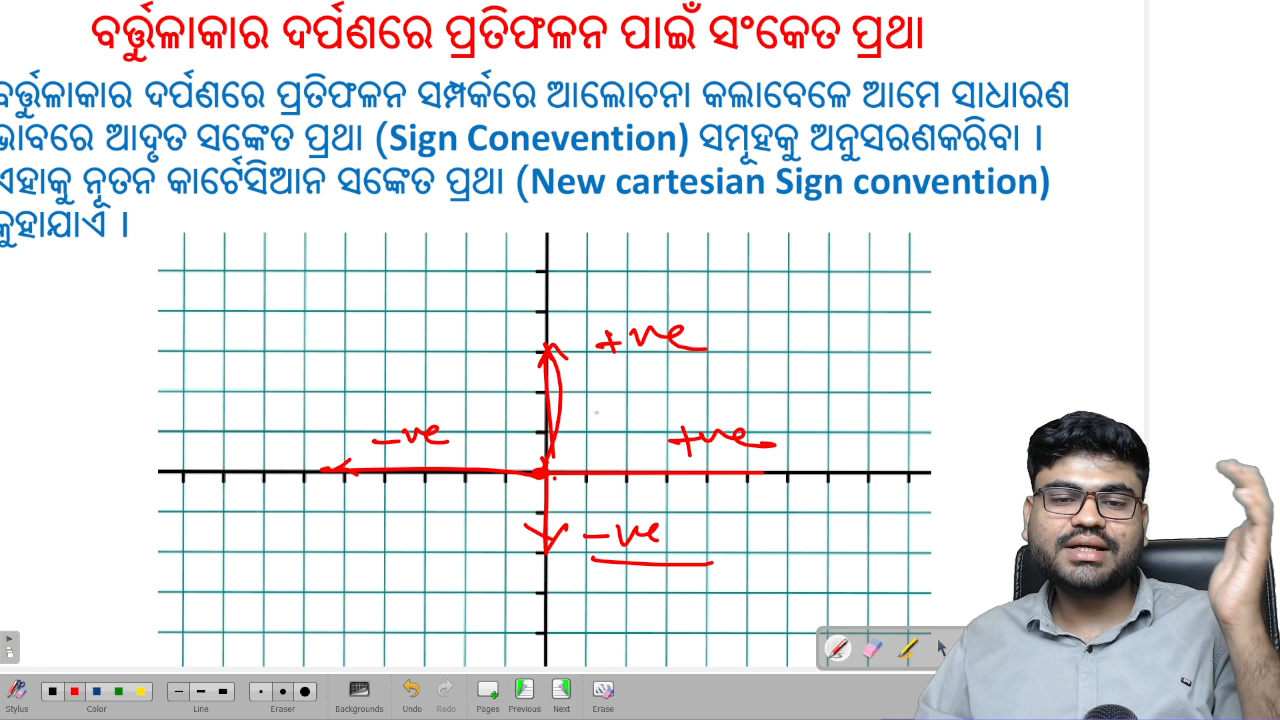 ବର୍ତ୍ତୁଳାକାର ଦର୍ପଣରେ ପ୍ରତିଫଳନ ପାଇଁ ସଂକେତ ପ୍ରଥା
ବର୍ତ୍ତୁଳାକାର ଦର୍ପଣରେ ପ୍ରତିଫଳନ ସମ୍ପର୍କରେ ଆଲୋଚନା କଲାବେଳେ ଆମେ ସାଧାରଣ
ଭାବରେ ଆଦୃତ ସଙ୍କେତ ପ୍ରଥା (Sign Conevention) ସମୂହକୁ ଅନୁସରଣକରିବା ।
ଏହାକୁ ନୂତନ କାର୍ଟେସିଆନ ସଙ୍କେତ ପ୍ରଥା (New cartesian Sign convention)
କୁହାଯାଏ ।
+ve
-ve +ve
-ve
Stylus Color Line Eraser Backgrounds Undo Redo Pages Previous Next Erase